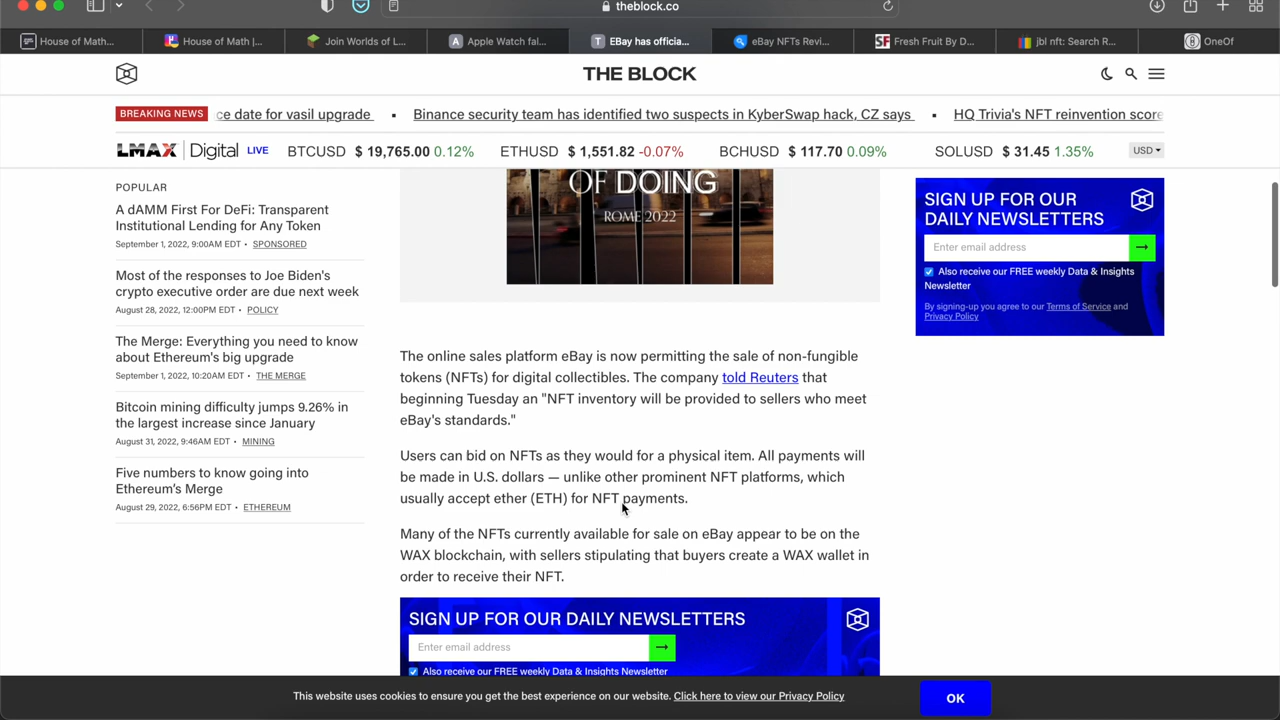 theblock.co
House of Math...
House of Math |...
Join Worlds of L...
Apple Watch fal...
EBay has officia...
eBay NFTs Revi...
Fresh Fruit By D...
jbl nft: Search R...
OneOf
THE BLOCK
BREAKING NEWS
ce date for vasil upgrade ▪ Binance security team has identified two suspects in KyberSwap hack, CZ says ▪ HQ Trivia's NFT reinvention score
LMAX Digital LIVE BTCUSD $ 19,765.00 0.12% ETHUSD $ 1,551.82 -0.07% BCHUSD $ 117.70 0.09% SOLUSD $ 31.45 1.35% USD
POPULAR
A dAMM First For DeFi: Transparent
Institutional Lending for Any Token
September 1, 2022, 9:00AM EDT • SPONSORED
Most of the responses to Joe Biden's
crypto executive order are due next week
August 28, 2022, 12:00PM EDT • POLICY
The Merge: Everything you need to know
about Ethereum's big upgrade
September 1, 2022, 10:20AM EDT • THE MERGE
Bitcoin mining difficulty jumps 9.26% in
the largest increase since January
August 31, 2022, 9:46AM EDT • MINING
Five numbers to know going into
Ethereum's Merge
August 29, 2022, 6:56PM EDT • ETHEREUM
OF DOING
ROME 2022
The online sales platform eBay is now permitting the sale of non-fungible
tokens (NFTs) for digital collectibles. The company told Reuters that
beginning Tuesday an "NFT inventory will be provided to sellers who meet
eBay's standards."
Users can bid on NFTs as they would for a physical item. All payments will
be made in U.S. dollars — unlike other prominent NFT platforms, which
usually accept ether (ETH) for NFT payments.
Many of the NFTs currently available for sale on eBay appear to be on the
WAX blockchain, with sellers stipulating that buyers create a WAX wallet in
order to receive their NFT.
SIGN UP FOR OUR DAILY NEWSLETTERS
Enter email address
Also receive our FREE weekly Data & Insights Newsletter
SIGN UP FOR OUR
DAILY NEWSLETTERS
Enter email address
Also receive our FREE weekly Data & Insights
Newsletter
By signing-up you agree to our Terms of Service and
Privacy Policy
This website uses cookies to ensure you get the best experience on our website. Click here to view our Privacy Policy
OK